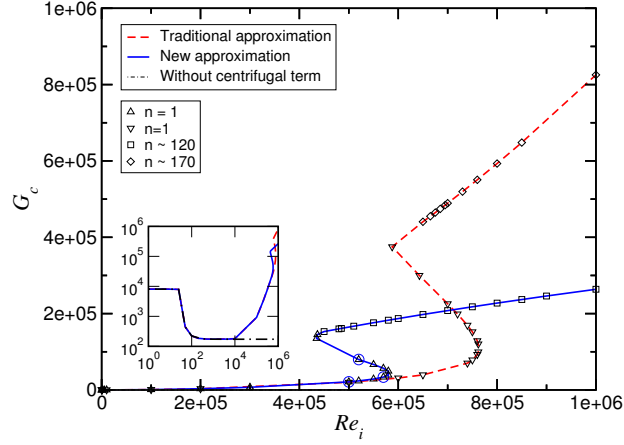 1e+06
8e+05
6e+05
4e+05
2e+05
0
G_c
Traditional approximation
New approximation
Without centrifugal term
n = 1
n=1
n ~ 120
n ~ 170
10^6
10^5
10^4
10^3
10^2
10^0 10^2 10^4 10^6
0 2e+05 4e+05 6e+05 8e+05 1e+06
Re_i